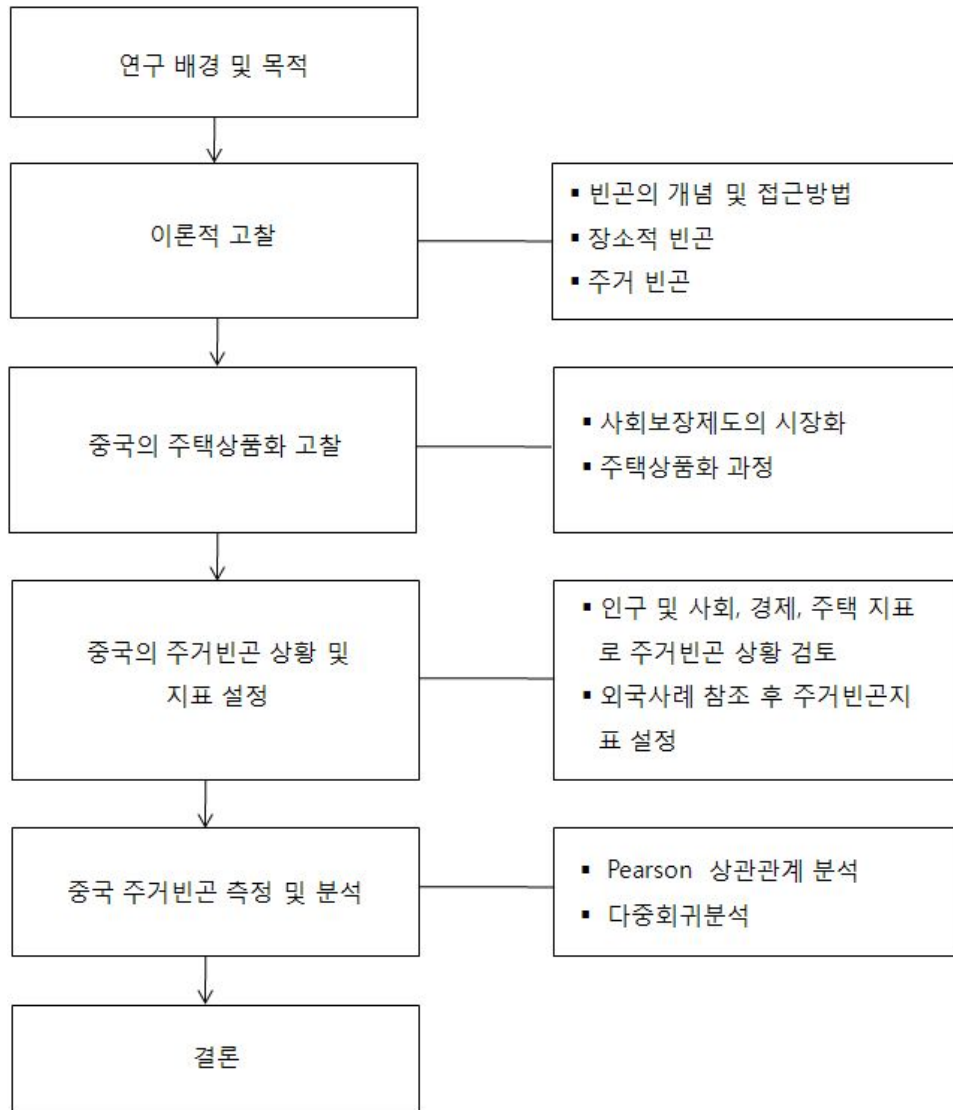 연구 배경 및 목적
이론적 고찰
▪ 빈곤의 개념 및 접근방법
▪ 장소적 빈곤
▪ 주거 빈곤
중국의 주택상품화 고찰
▪ 사회보장제도의 시장화
▪ 주택상품화 과정
중국의 주거빈곤 상황 및
지표 설정
▪ 인구 및 사회, 경제, 주택 지표
로 주거빈곤 상황 검토
▪ 외국사례 참조 후 주거빈곤지
표 설정
중국 주거빈곤 측정 및 분석
▪ Pearson 상관관계 분석
▪ 다중회귀분석
결론